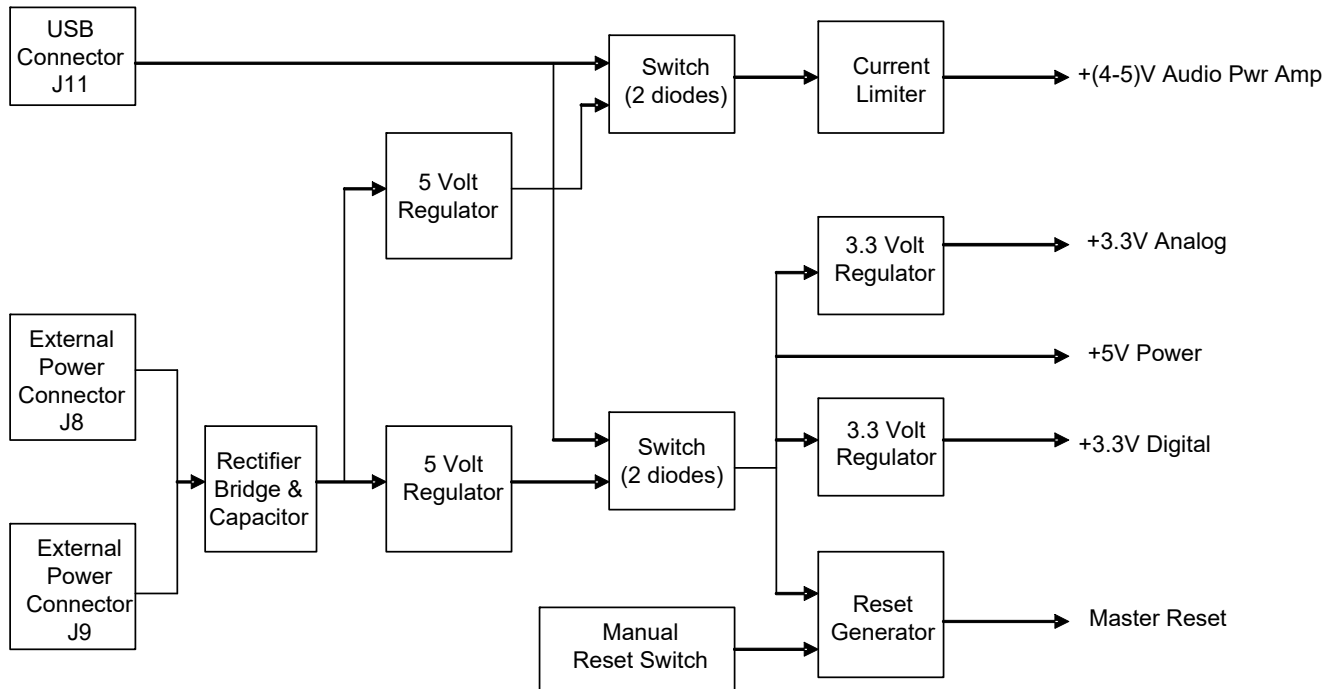 USB
Connector
J11
Switch
(2 diodes)
Current
Limiter
+(4-5)V Audio Pwr Amp
5 Volt
Regulator
3.3 Volt
Regulator
+3.3V Analog
External
Power
Connector
J8
+5V Power
Rectifier
Bridge &
Capacitor
5 Volt
Regulator
Switch
(2 diodes)
3.3 Volt
Regulator
+3.3V Digital
External
Power
Connector
J9
Manual
Reset Switch
Reset
Generator
Master Reset